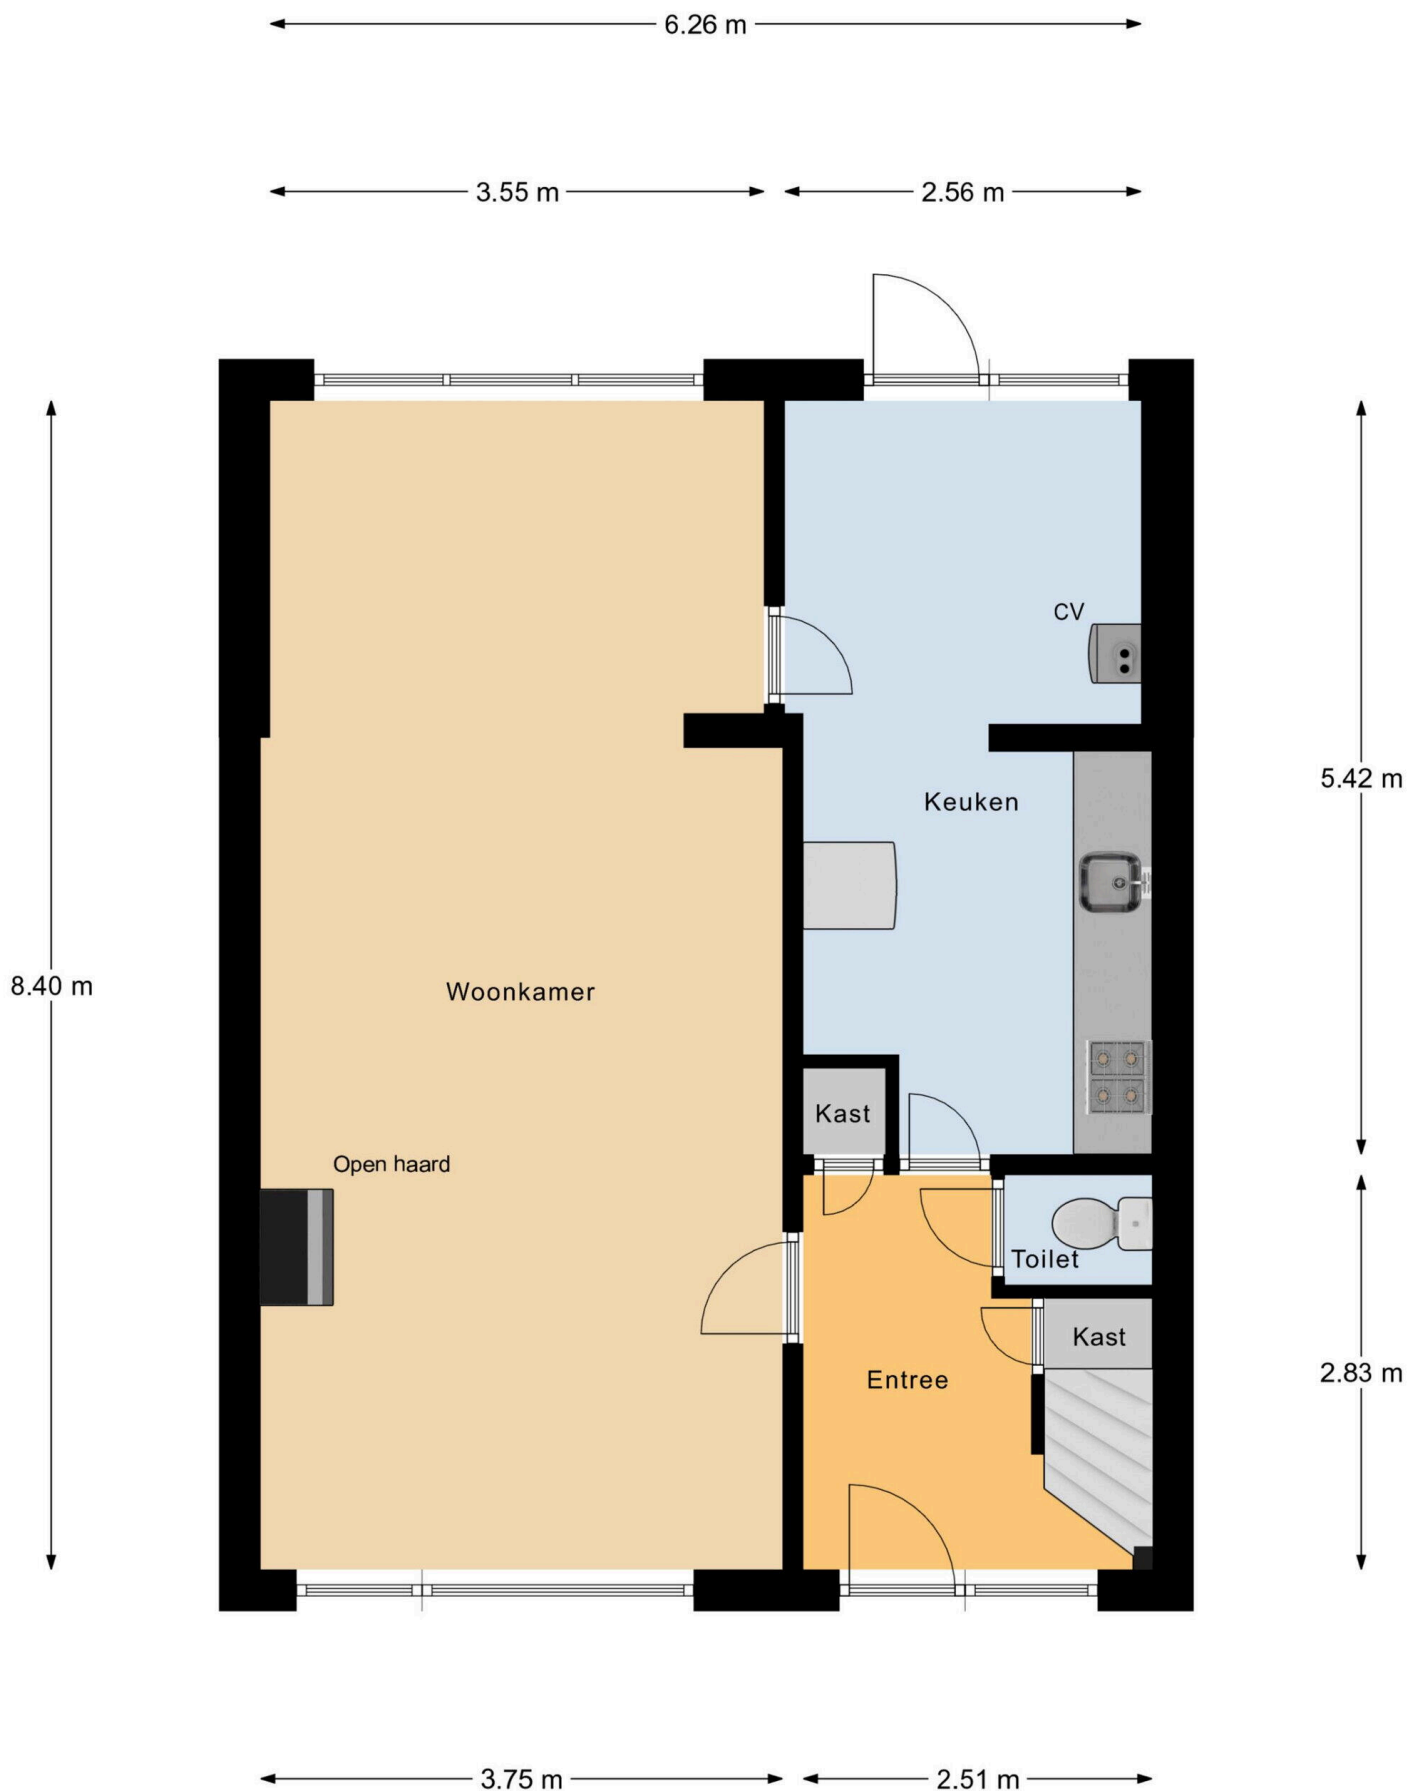 6.26 m
3.55 m
2.56 m
CV
5.42 m
Keuken
8.40 m
Woonkamer
Kast
Open haard
Toilet
Kast
2.83 m
Entree
3.75 m
2.51 m